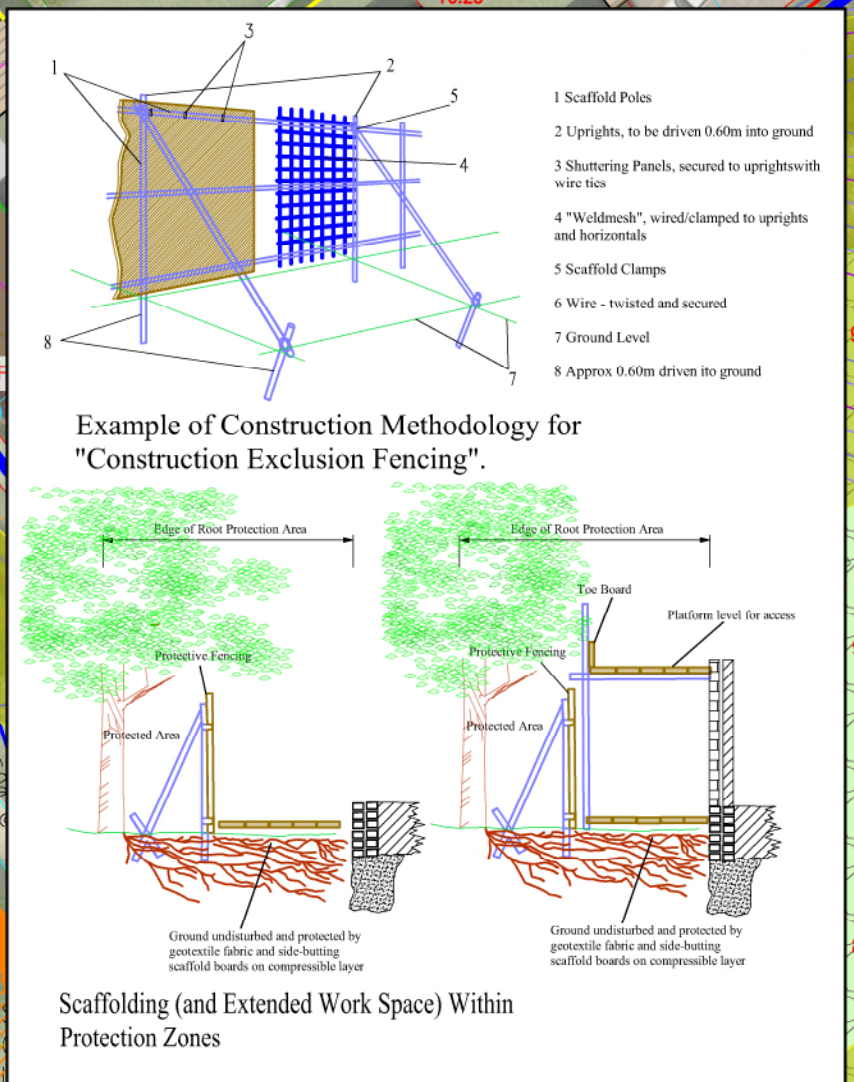 1
3
2
5
4
8
7
1 Scaffold Poles
2 Uprights, to be driven 0.60m into ground
3 Shuttering Panels, secured to uprightswith
wire ties
4 "Weldmesh", wired/clamped to uprights
and horizontals
5 Scaffold Clamps
6 Wire - twisted and secured
7 Ground Level
8 Approx 0.60m driven ito ground
Example of Construction Methodology for
"Construction Exclusion Fencing".
Edge of Root Protection Area
Protective Fencing
Protected Area
Ground undisturbed and protected by
geotextile fabric and side-butting
scaffold boards on compressible layer
Edge of Root Protection Area
Toe Board
Platform level for access
Protective Fencing
Protected Area
Ground undisturbed and protected by
geotextile fabric and side-butting
scaffold boards on compressible layer
Scaffolding (and Extended Work Space) Within
Protection Zones